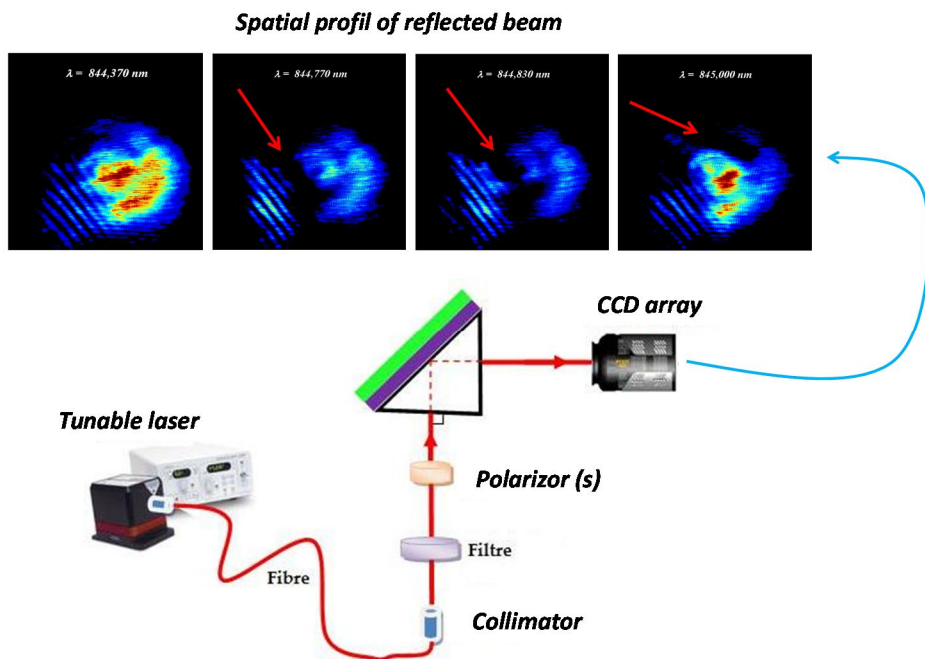 Spatial profil of reflected beam
λ = 844,370 nm
λ = 844,770 nm
λ = 844,830 nm
λ = 845,000 nm
CCD array
Tunable laser
Polarizor (s)
Filtre
Fibre
Collimator